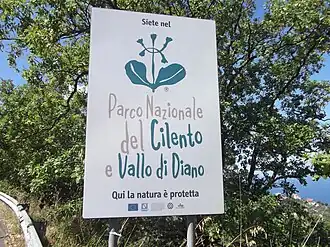 Siete nel
Parco Nazionale
del Cilento
e Vallo di Diano
Qui la natura è protetta